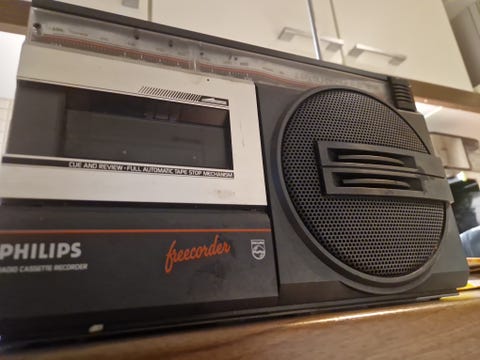 CUE AND REVIEW · FULL AUTOMATIC TAPE STOP MECHANISM
PHILIPS
RADIO CASSETTE RECORDER
freecorder